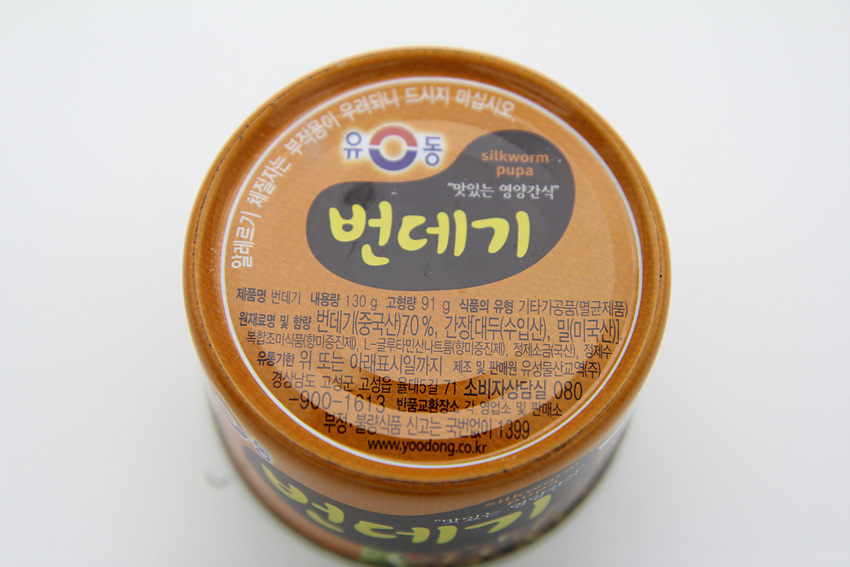 알레르기 체질자는 부작용이 우려되니 드시지 마십시오.
유동
silkworm
pupa
"맛있는 영양간식"
번데기
제품명 번데기 내용량 130 g 고형량 91 g 식품의 유형 기타가공품(멸균제품)
원재료명 및 함량 번데기(중국산)70%, 간장[대두(수입산), 밀(미국산)]
복합조미식품(향미증진제), L-글루타민산나트륨(향미증진제), 정제소금(국산), 정제수
유통기한 위 또는 아래표시일까지 제조 및 판매원 유성물산교역(주)
경상남도 고성군 고성읍 율대5길 71 소비자상담실 080
-900-1613 반품교환장소 각 영업소 및 판매소
부정·불량식품 신고는 국번없이 1399
www.yoodong.co.kr
유동
silkworm
"맛있는 영양간식"
번데기